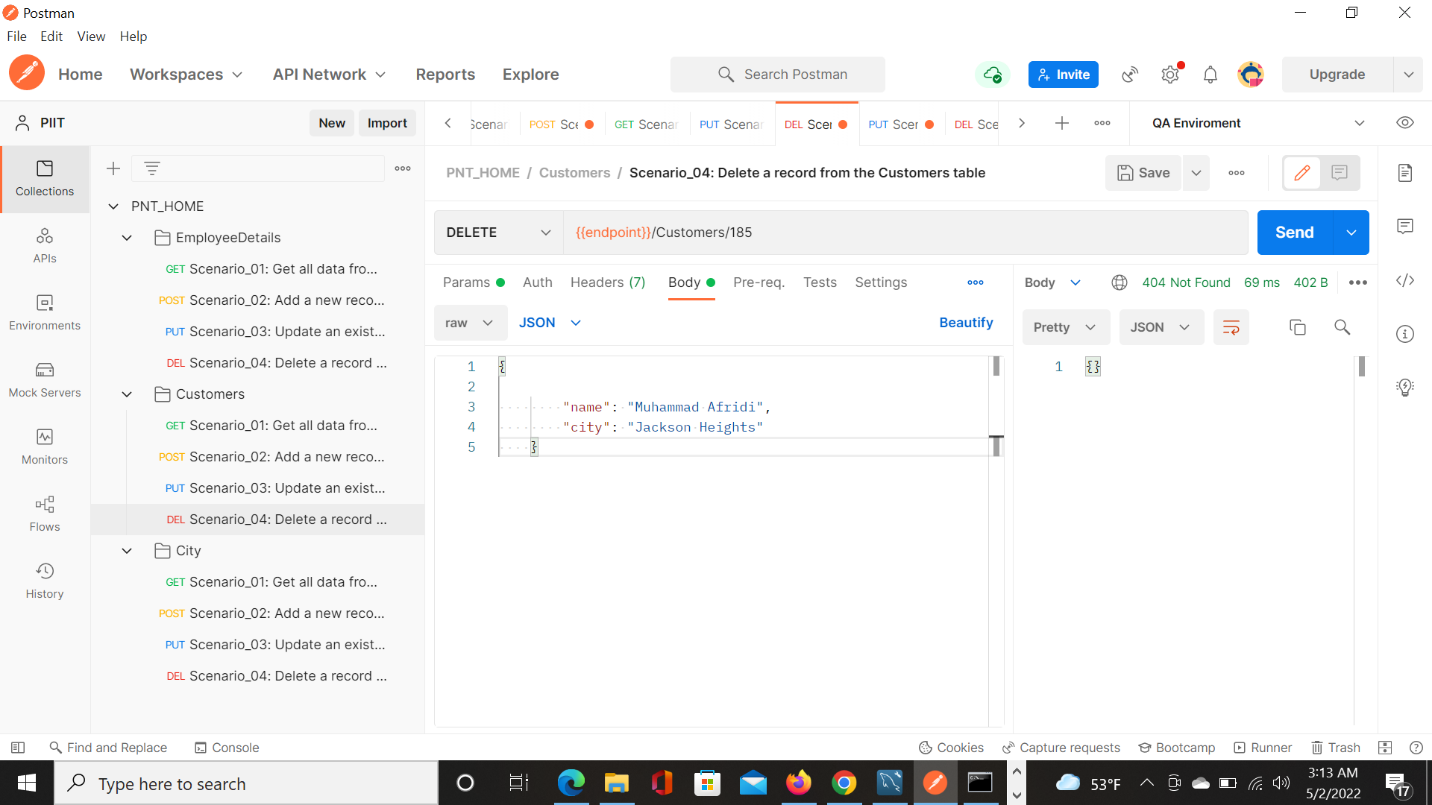 Postman
File Edit View Help
Home Workspaces API Network Reports Explore Search Postman Invite Upgrade
PIIT New Import
Scenar POST Sce GET Scenar PUT Scena DEL Scer PUT Scer DEL Sce
QA Enviroment
Collections
APIs
Environments
Mock Servers
Monitors
Flows
History
PNT_HOME
EmployeeDetails
GET Scenario_01: Get all data fro...
POST Scenario_02: Add a new reco...
PUT Scenario_03: Update an exist...
DEL Scenario_04: Delete a record ...
Customers
GET Scenario_01: Get all data fro...
POST Scenario_02: Add a new reco...
PUT Scenario_03: Update an exist...
DEL Scenario_04: Delete a record ...
City
GET Scenario_01: Get all data fro...
POST Scenario_02: Add a new reco...
PUT Scenario_03: Update an exist...
DEL Scenario_04: Delete a record ...
PNT_HOME / Customers / Scenario_04: Delete a record from the Customers table
Save
DELETE {{endpoint}}/Customers/185 Send
Params Auth Headers (7) Body Pre-req. Tests Settings
raw JSON Beautify
1 {
2
3 "name": "Muhammad Afridi",
4 "city": "Jackson Heights"
5 }
Body 404 Not Found 69 ms 402 B
Pretty JSON
1 {}
Find and Replace Console Cookies Capture requests Bootcamp Runner Trash
Type here to search
53°F
3:13 AM
5/2/2022
17